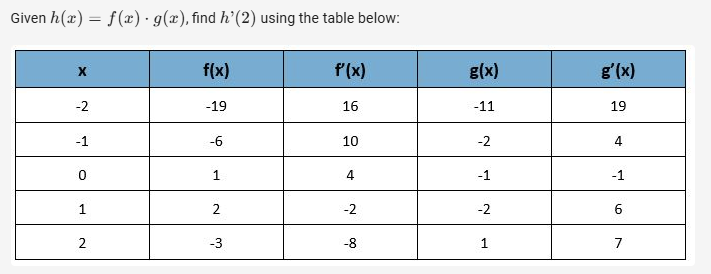 Given h(x) = f(x) · g(x), find h’(2) using the table below:
x f(x) f’(x) g(x) g’(x)
-2 -19 16 -11 19
-1 -6 10 -2 4
0 1 4 -1 -1
1 2 -2 -2 6
2 -3 -8 1 7